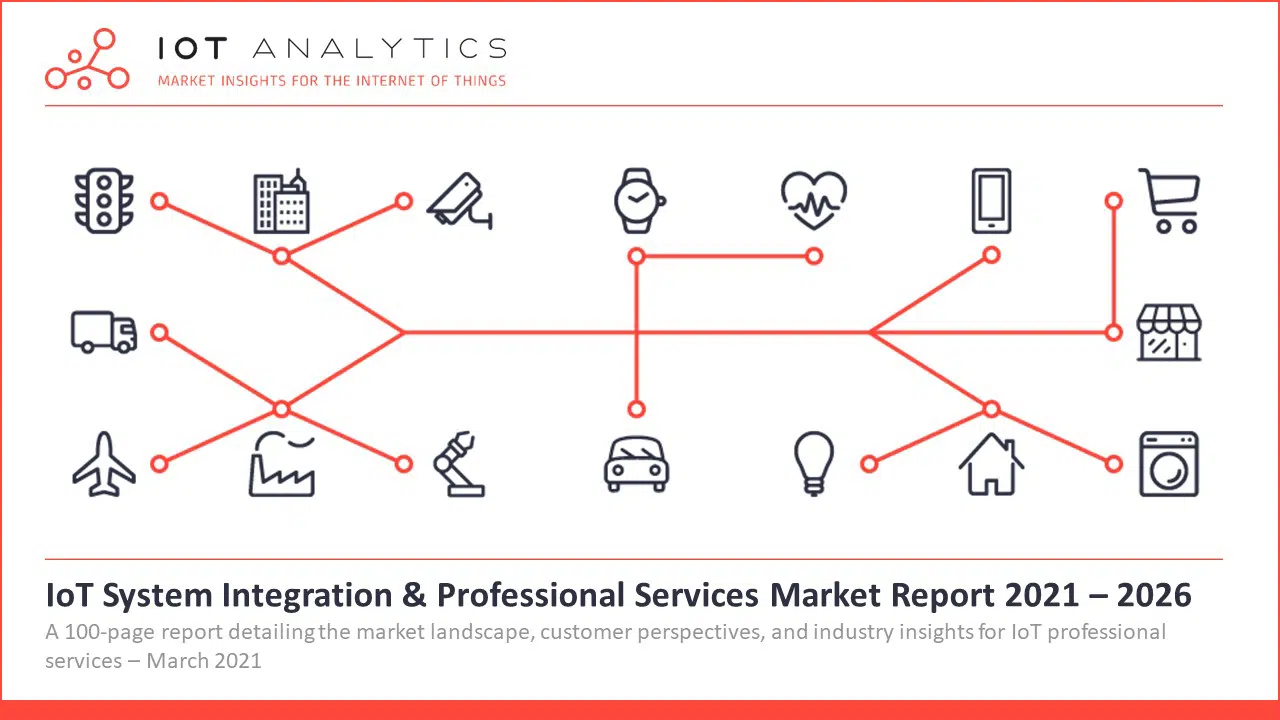 IOT ANALYTICS
MARKET INSIGHTS FOR THE INTERNET OF THINGS
IoT System Integration & Professional Services Market Report 2021 – 2026
A 100-page report detailing the market landscape, customer perspectives, and industry insights for IoT professional
services – March 2021